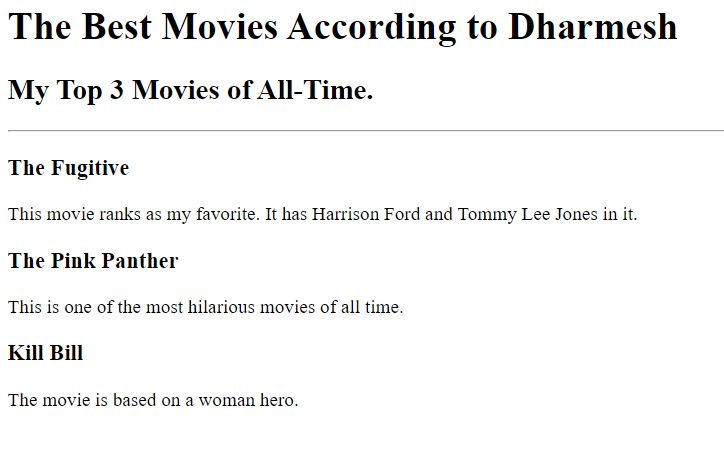 The Best Movies According to Dharmesh
My Top 3 Movies of All-Time.
The Fugitive
This movie ranks as my favorite. It has Harrison Ford and Tommy Lee Jones in it.
The Pink Panther
This is one of the most hilarious movies of all time.
Kill Bill
The movie is based on a woman hero.